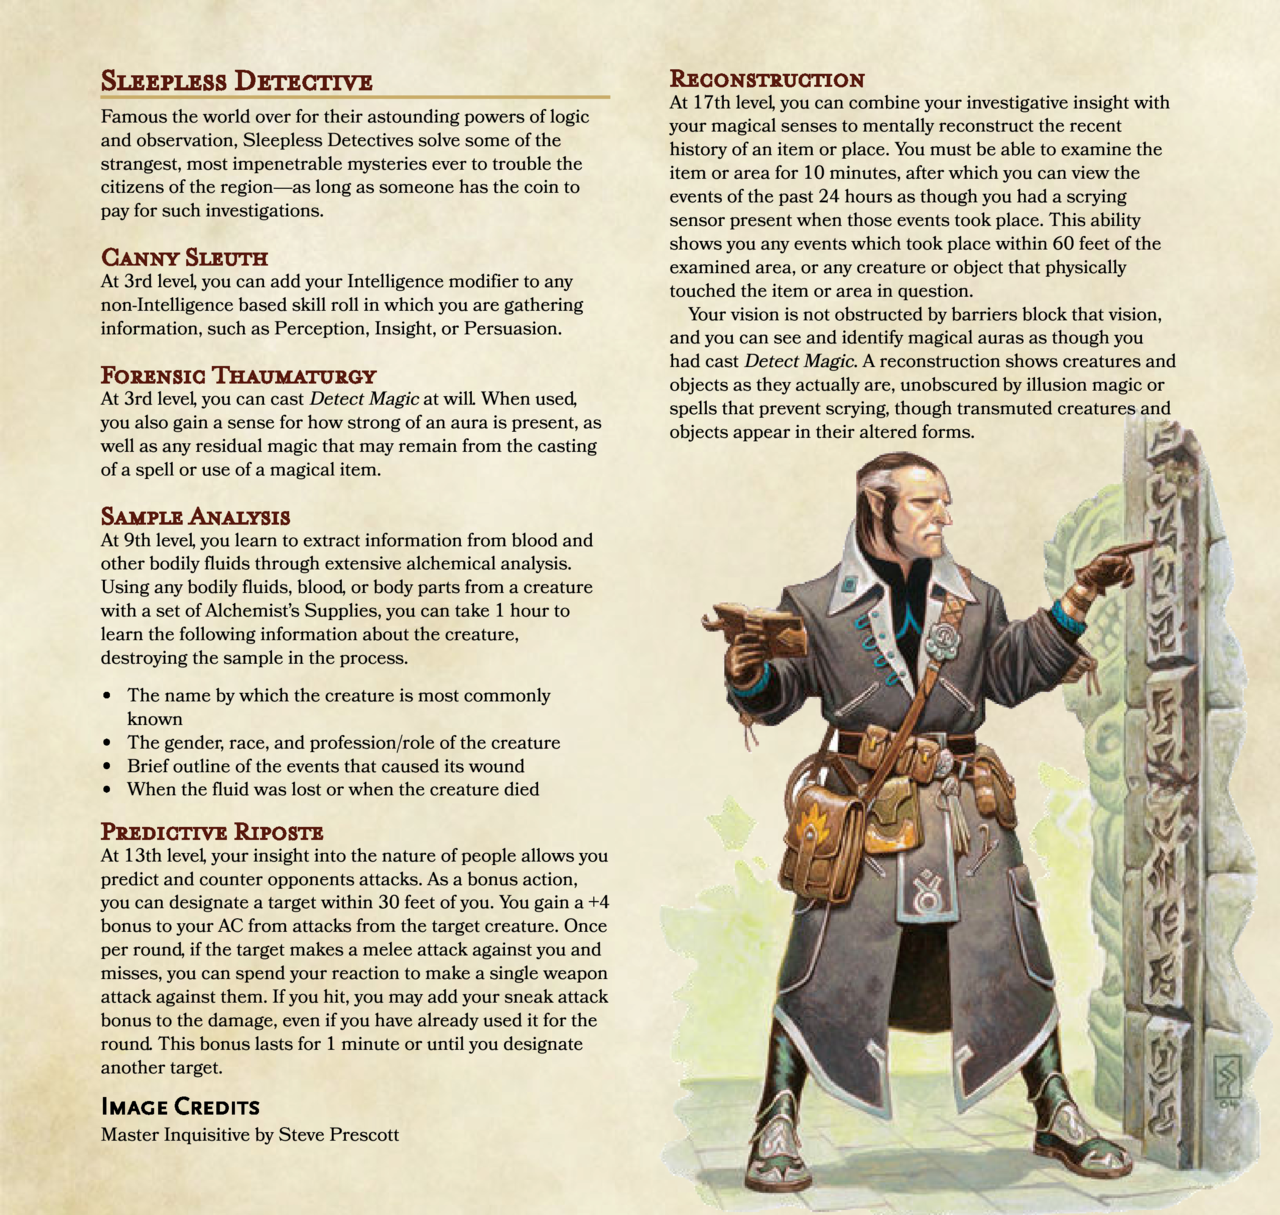 Sleepless Detective
Famous the world over for their astounding powers of logic
and observation, Sleepless Detectives solve some of the
strangest, most impenetrable mysteries ever to trouble the
citizens of the region—as long as someone has the coin to
pay for such investigations.
Canny Sleuth
At 3rd level, you can add your Intelligence modifier to any
non-Intelligence based skill roll in which you are gathering
information, such as Perception, Insight, or Persuasion.
Forensic Thaumaturgy
At 3rd level, you can cast Detect Magic at will. When used,
you also gain a sense for how strong of an aura is present, as
well as any residual magic that may remain from the casting
of a spell or use of a magical item.
Sample Analysis
At 9th level, you learn to extract information from blood and
other bodily fluids through extensive alchemical analysis.
Using any bodily fluids, blood, or body parts from a creature
with a set of Alchemist's Supplies, you can take 1 hour to
learn the following information about the creature,
destroying the sample in the process.
• The name by which the creature is most commonly
known
• The gender, race, and profession/role of the creature
• Brief outline of the events that caused its wound
• When the fluid was lost or when the creature died
Predictive Riposte
At 13th level, your insight into the nature of people allows you
predict and counter opponents attacks. As a bonus action,
you can designate a target within 30 feet of you. You gain a +4
bonus to your AC from attacks from the target creature. Once
per round, if the target makes a melee attack against you and
misses, you can spend your reaction to make a single weapon
attack against them. If you hit, you may add your sneak attack
bonus to the damage, even if you have already used it for the
round. This bonus lasts for 1 minute or until you designate
another target.
Image Credits
Master Inquisitive by Steve Prescott
Reconstruction
At 17th level, you can combine your investigative insight with
your magical senses to mentally reconstruct the recent
history of an item or place. You must be able to examine the
item or area for 10 minutes, after which you can view the
events of the past 24 hours as though you had a scrying
sensor present when those events took place. This ability
shows you any events which took place within 60 feet of the
examined area, or any creature or object that physically
touched the item or area in question.
Your vision is not obstructed by barriers block that vision,
and you can see and identify magical auras as though you
had cast Detect Magic. A reconstruction shows creatures and
objects as they actually are, unobscured by illusion magic or
spells that prevent scrying, though transmuted creatures and
objects appear in their altered forms.